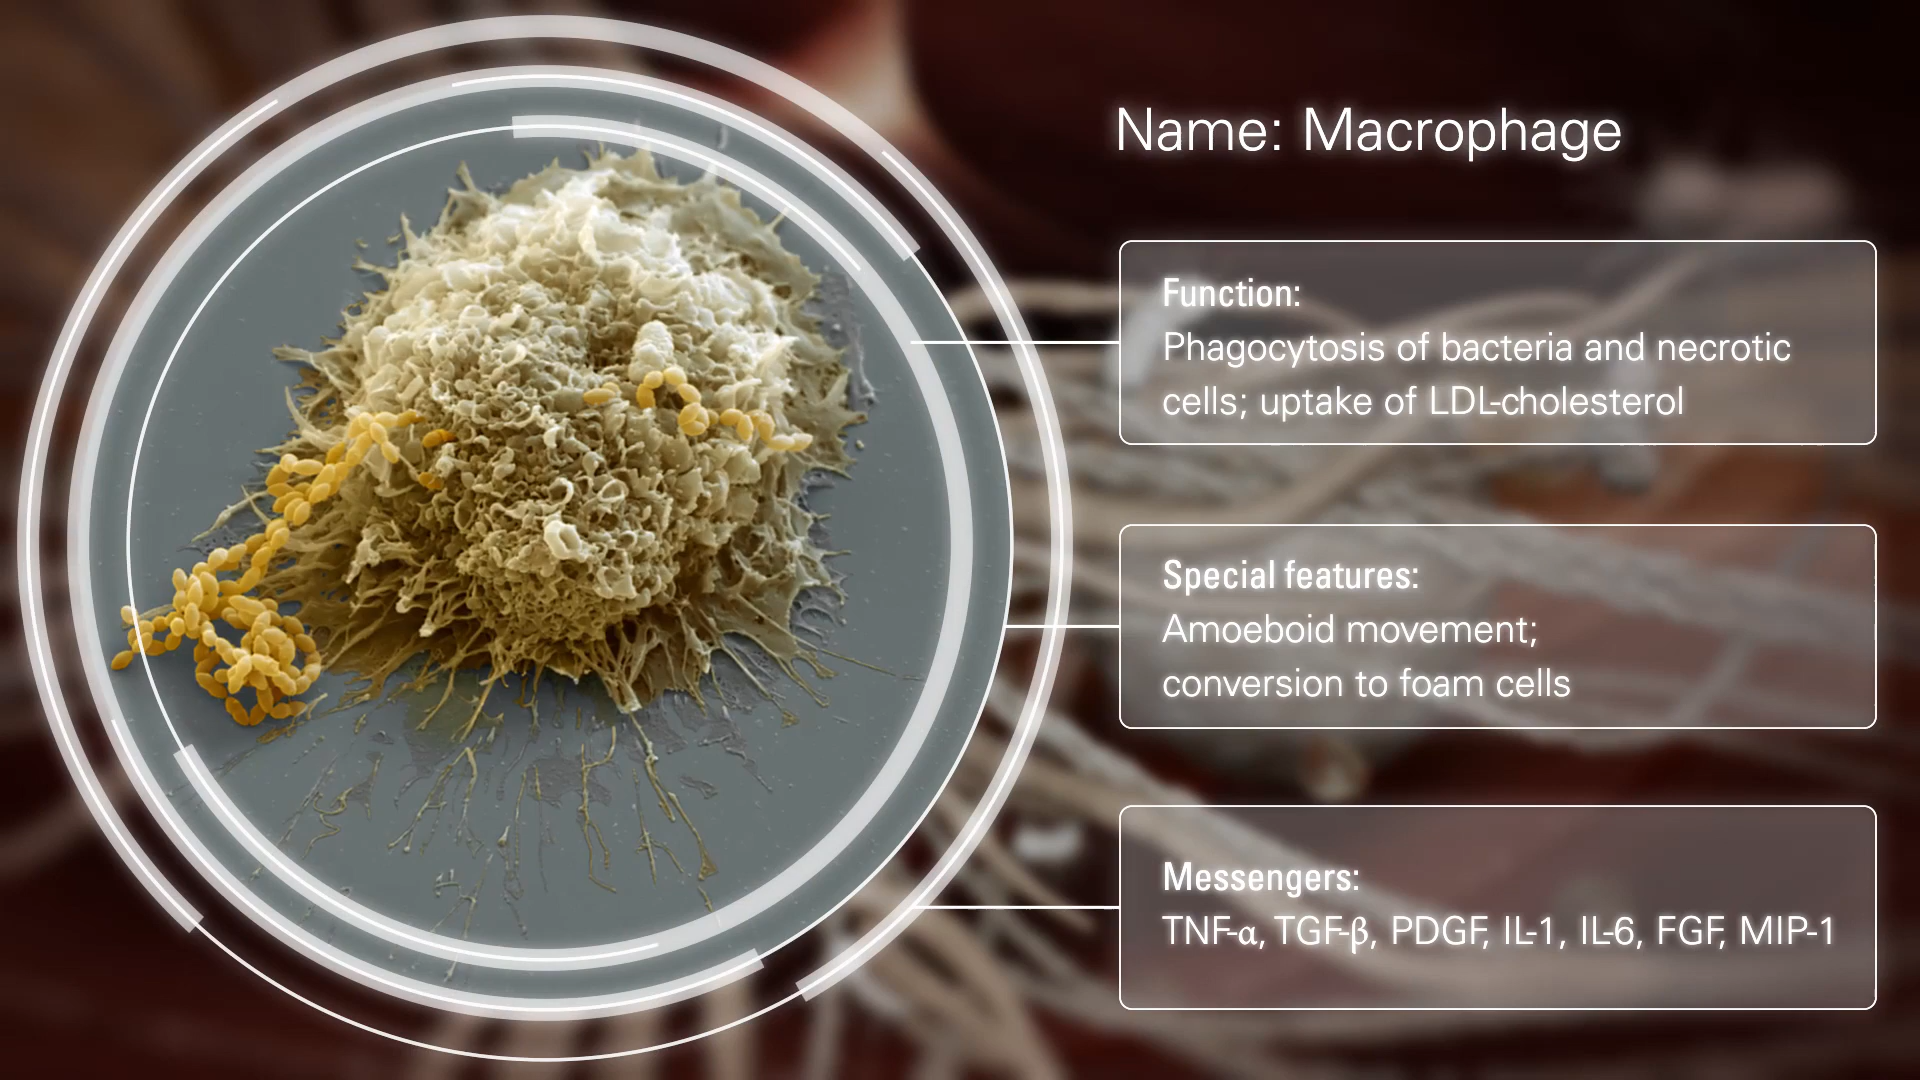 Name: Macrophage
Function:
Phagocytosis of bacteria and necrotic
cells; uptake of LDL-cholesterol
Special features:
Amoeboid movement;
conversion to foam cells
Messengers:
TNF-α, TGF-β, PDGF, IL-1, IL-6, FGF, MIP-1